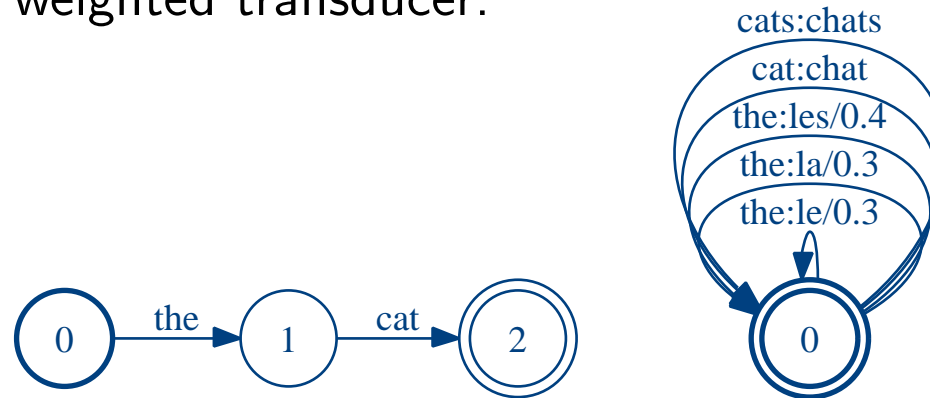 weighted transducer.
cats:chats
cat:chat
the:les/0.4
the:la/0.3
the:le/0.3
0 the 1 cat 2
0